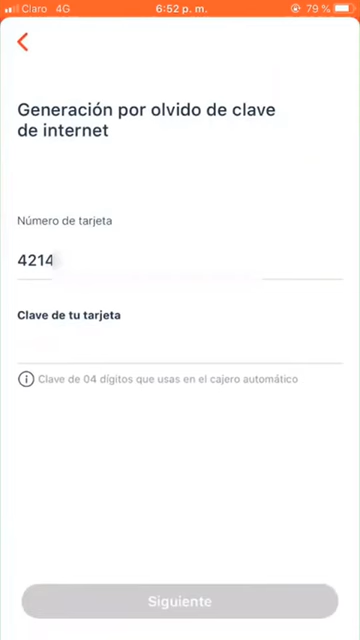 Claro 4G 6:52 p. m. 79 %
Generación por olvido de clave
de internet
Número de tarjeta
4214
Clave de tu tarjeta
Clave de 04 dígitos que usas en el cajero automático
Siguiente